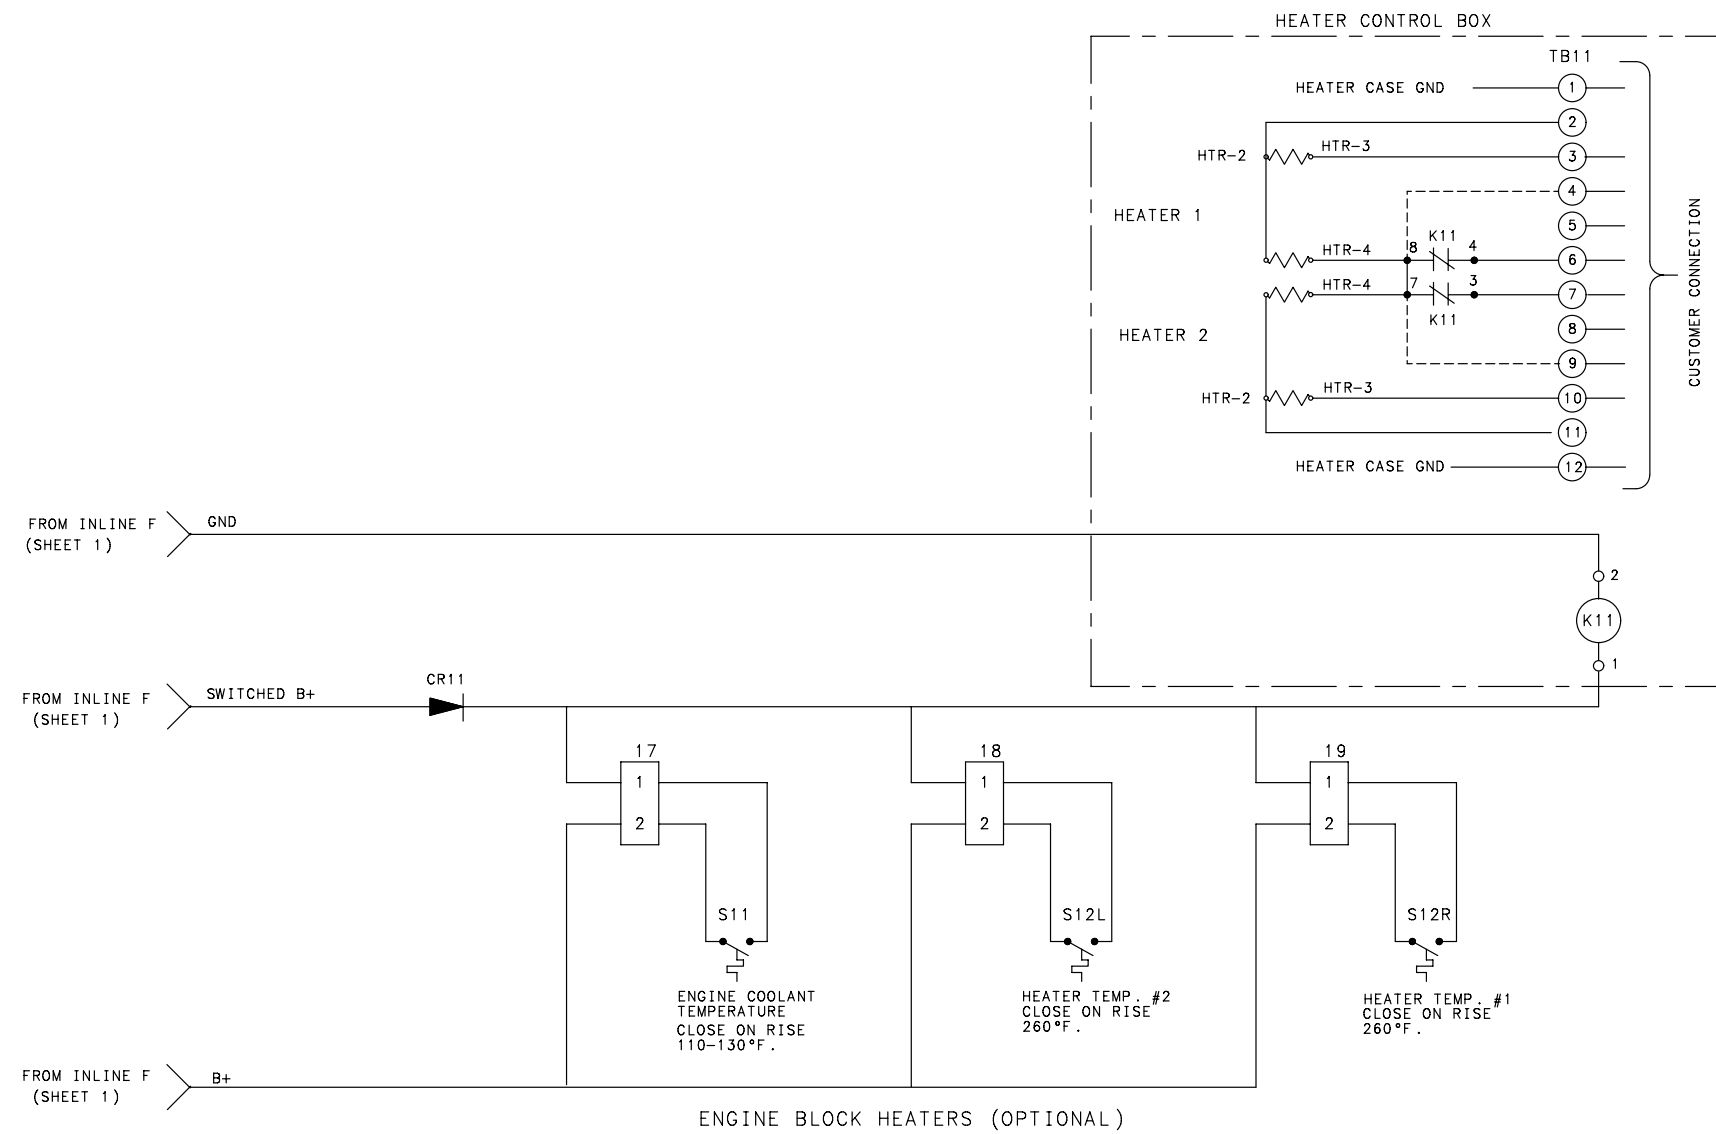 HEATER CONTROL BOX
TB11
HEATER CASE GND
1
2
HTR-2
HTR-3
3
4
HEATER 1
5
K11
HTR-4
8
4
6
HTR-4
7
3
7
K11
HEATER 2
8
9
HTR-2
HTR-3
10
11
HEATER CASE GND
12
CUSTOMER CONNECTION
FROM INLINE F
(SHEET 1)
GND
2
K11
1
FROM INLINE F
(SHEET 1)
SWITCHED B+
CR11
17
1
2
18
1
2
19
1
2
S11
S12L
S12R
ENGINE COOLANT
TEMPERATURE
CLOSE ON RISE
110-130°F.
HEATER TEMP. #2
CLOSE ON RISE
260°F.
HEATER TEMP. #1
CLOSE ON RISE
260°F.
FROM INLINE F
(SHEET 1)
B+
ENGINE BLOCK HEATERS (OPTIONAL)